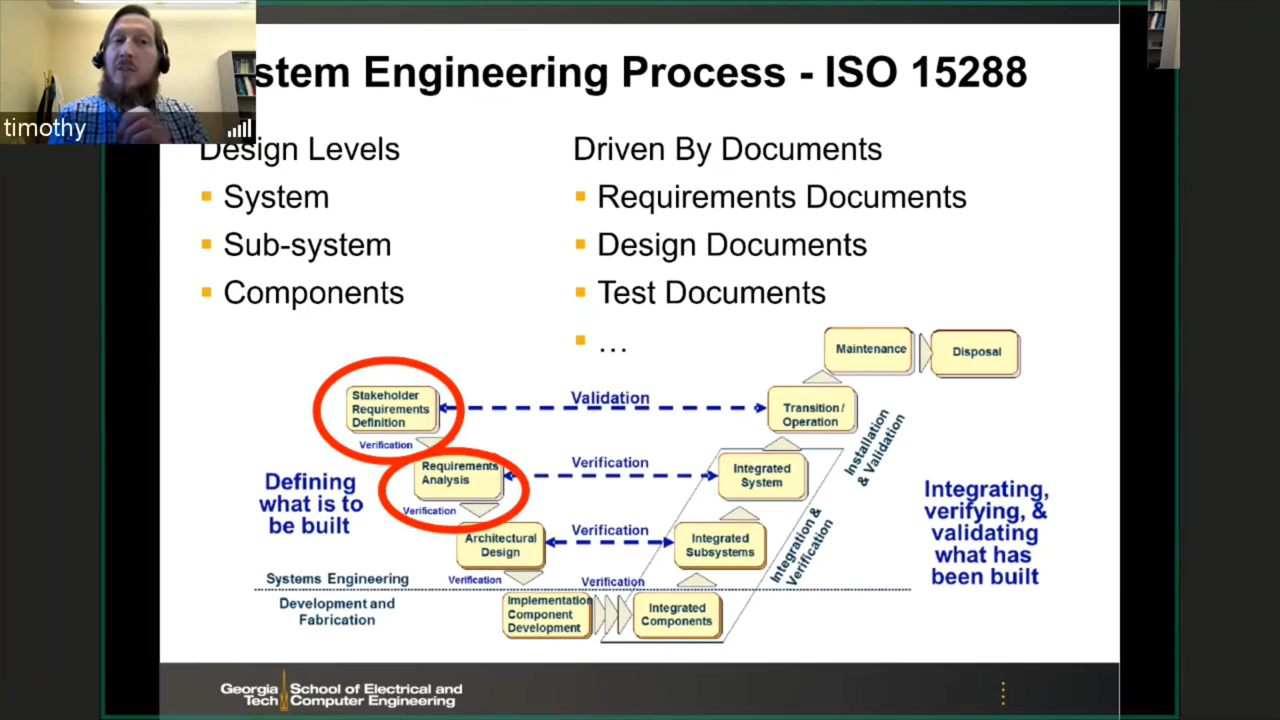 stem Engineering Process - ISO 15288
timothy
Design Levels
System
Sub-system
Components
Driven By Documents
Requirements Documents
Design Documents
Test Documents
…
Maintenance
Disposal
Stakeholder
Requirements
Definition
Validation
Transition /
Operation
Verification
Requirements
Analysis
Verification
Integrated
System
Installation
& Validation
Defining
what is to
be built
Verification
Architectural
Design
Verification
Integrated
Subsystems
Integration &
Verification
Integrating,
verifying, &
validating
what has
been built
Systems Engineering
Verification
Verification
Development and
Fabrication
Implementation
Component
Development
Integrated
Components
Georgia
Tech
School of Electrical and
Computer Engineering